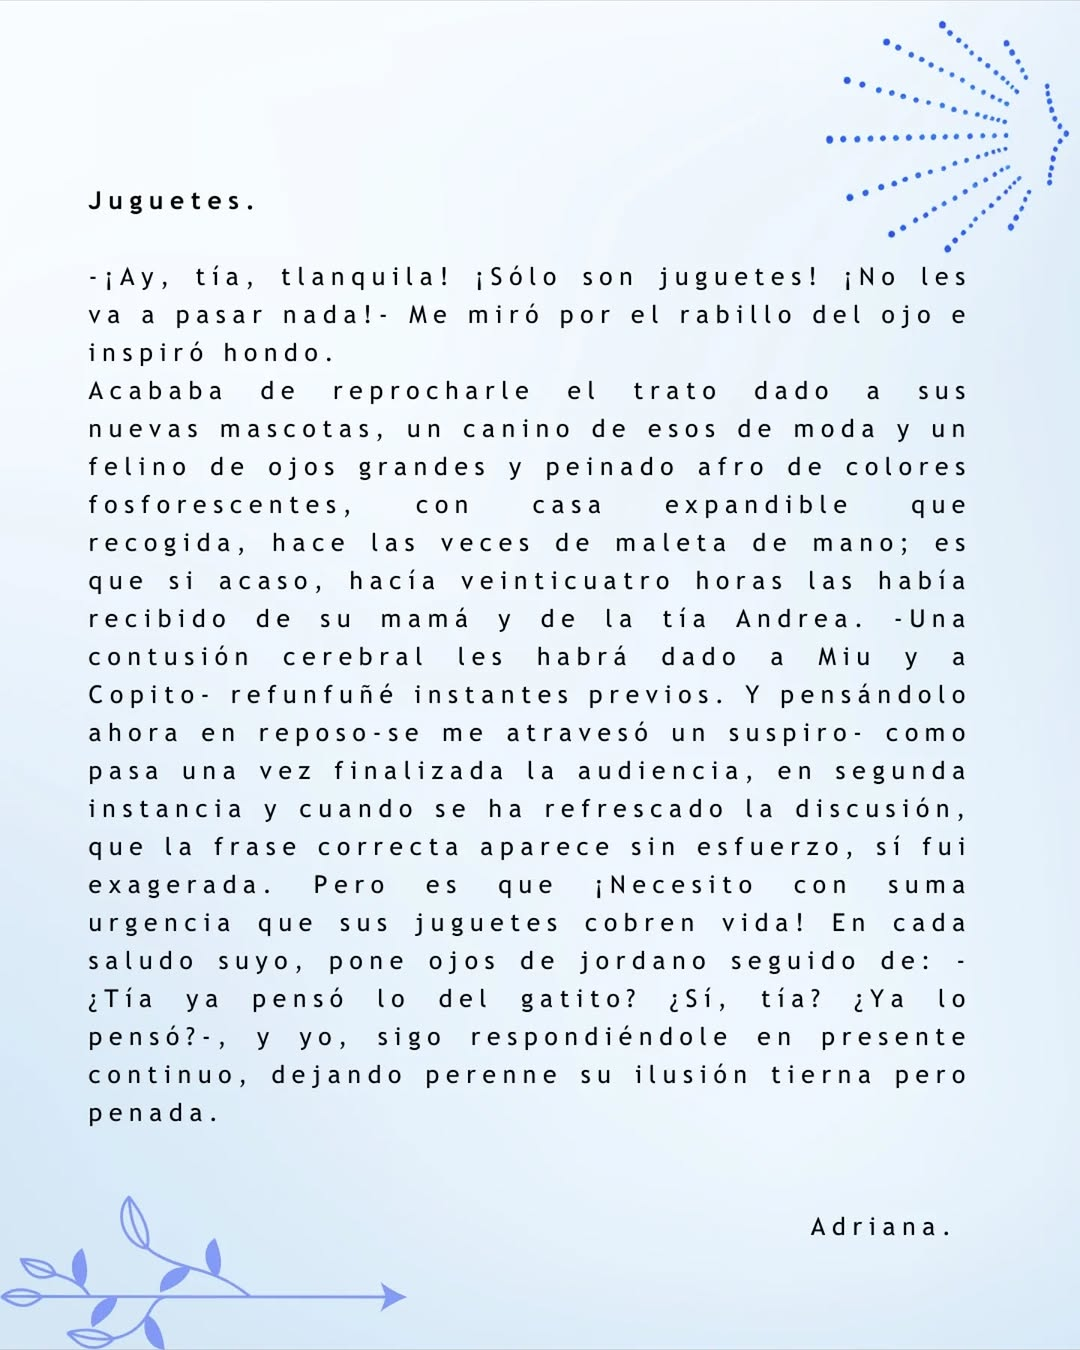 Juguetes.
-¡Ay, tía, tlanquila! ¡Sólo son juguetes! ¡No les
va a pasar nada!- Me miró por el rabillo del ojo e
inspiró hondo.
Acababa de reprocharle el trato dado a sus
nuevas mascotas, un canino de esos de moda y un
felino de ojos grandes y peinado afro de colores
fosforescentes, con casa expandible que
recogida, hace las veces de maleta de mano; es
que si acaso, hacía veinticuatro horas las había
recibido de su mamá y de la tía Andrea. -Una
contusión cerebral les habrá dado a Miu y a
Copito- refunfuñé instantes previos. Y pensándolo
ahora en reposo-se me atravesó un suspiro- como
pasa una vez finalizada la audiencia, en segunda
instancia y cuando se ha refrescado la discusión,
que la frase correcta aparece sin esfuerzo, sí fui
exagerada. Pero es que ¡Necesito con suma
urgencia que sus juguetes cobren vida! En cada
saludo suyo, pone ojos de jordano seguido de: -
¿Tía ya pensó lo del gatito? ¿Sí, tía? ¿Ya lo
pensó?-, y yo, sigo respondiéndole en presente
continuo, dejando perenne su ilusión tierna pero
penada.
Adriana.